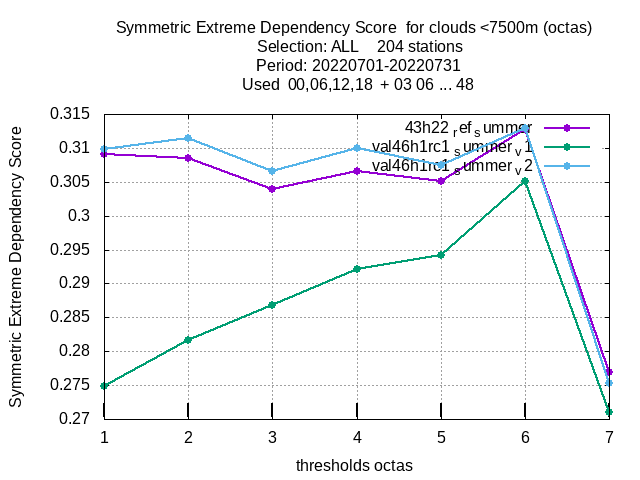 Symmetric Extreme Dependency Score for clouds <7500m (octas)
Selection: ALL 204 stations
Period: 20220701-20220731
Used 00,06,12,18 + 03 06 ... 48
43h22_ref_summer
val46h1rc1_summer_v1
val46h1rc1_summer_v2
Symmetric Extreme Dependency Score
0.315
0.31
0.305
0.3
0.295
0.29
0.285
0.28
0.275
0.27
1 2 3 4 5 6 7
thresholds octas